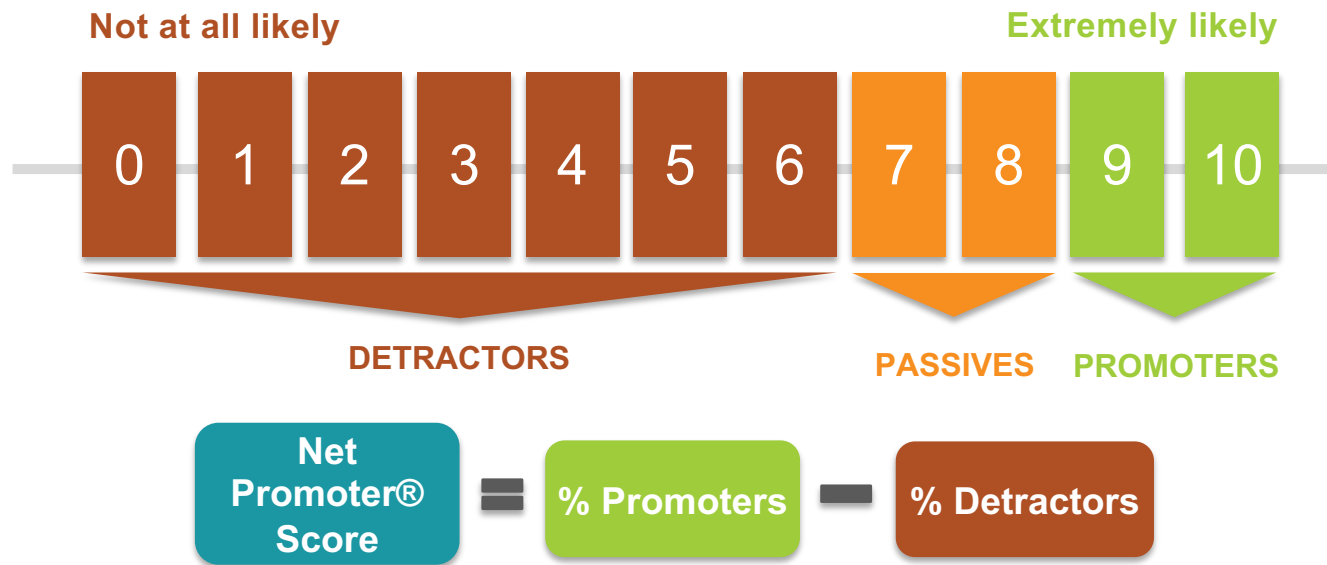 Not at all likely
Extremely likely
0 1 2 3 4 5 6 7 8 9 10
DETRACTORS
PASSIVES
PROMOTERS
Net
Promoter®
Score
=
% Promoters
—
% Detractors